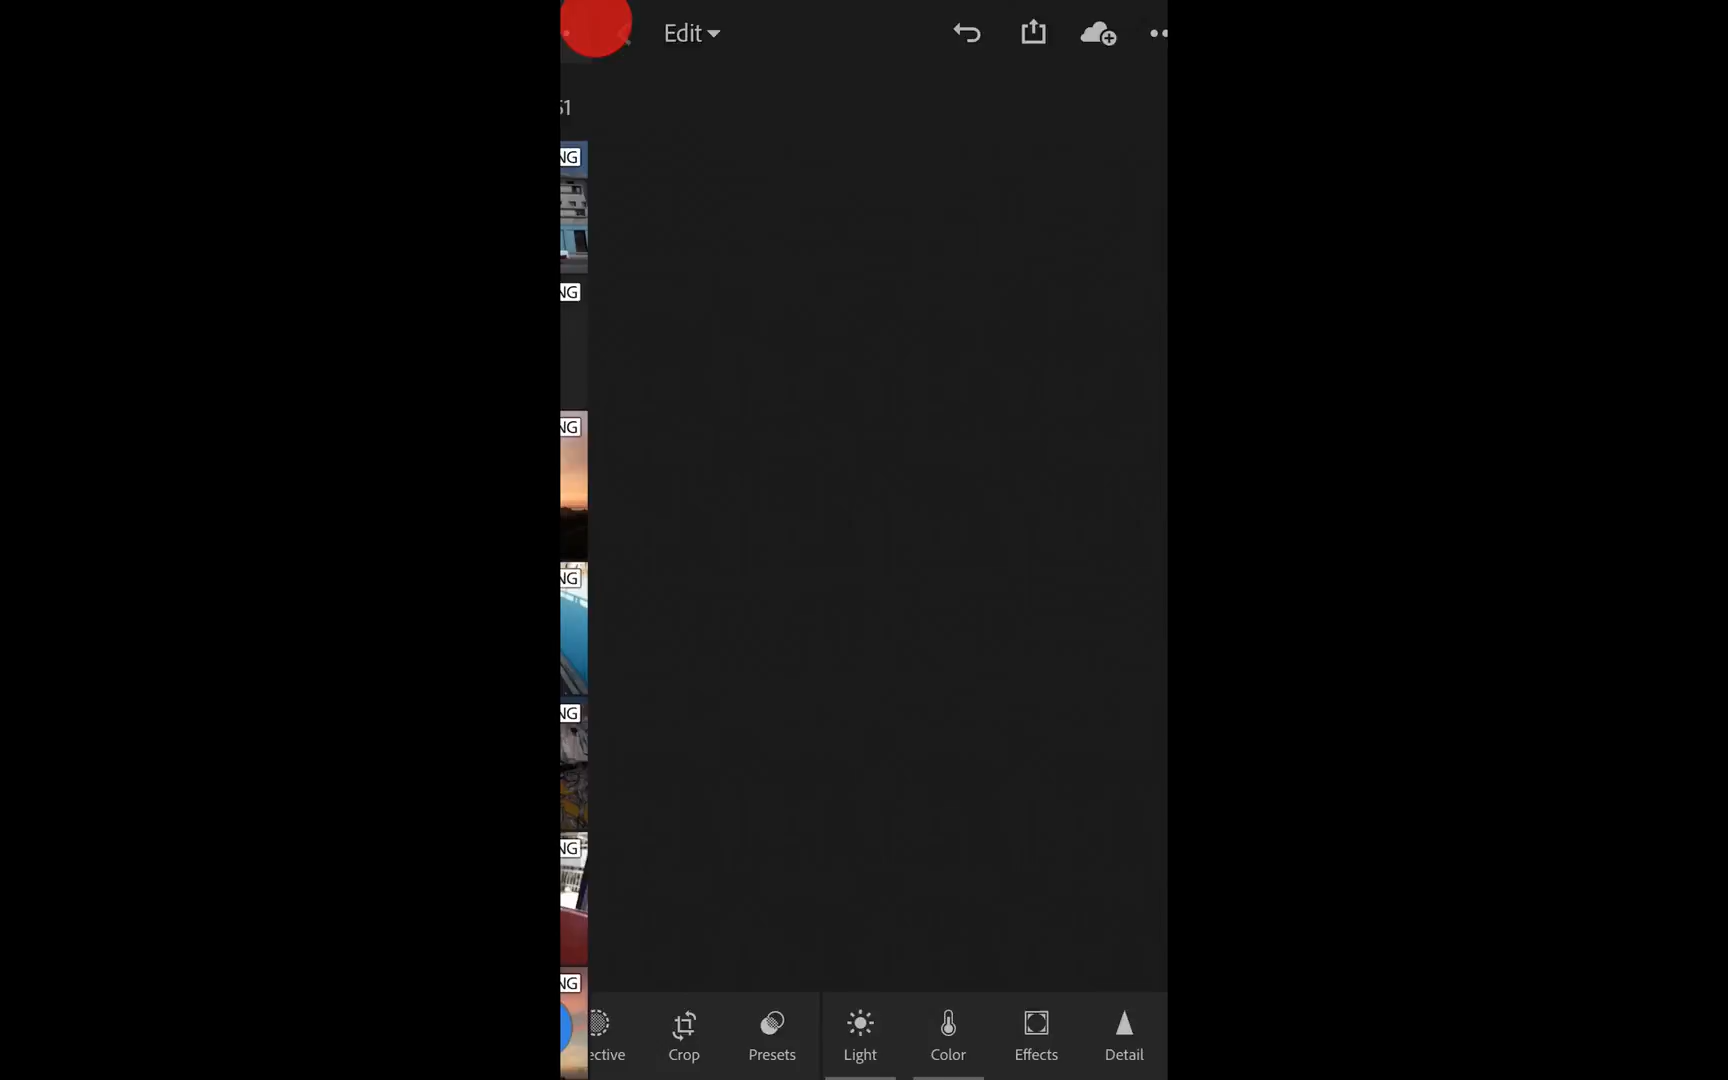 Edit
51
NG
NG
NG
NG
NG
NG
NG
ective
Crop
Presets
Light
Color
Effects
Detail